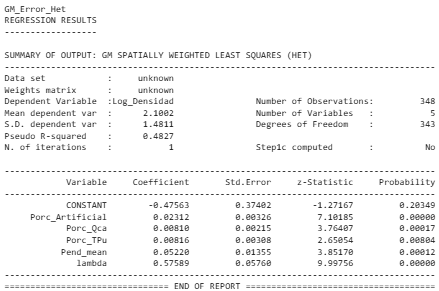 GM_Error_Het
REGRESSION RESULTS
------------------
SUMMARY OF OUTPUT: GM SPATIALLY WEIGHTED LEAST SQUARES (HET)
Data set : unknown
Weights matrix : unknown
Dependent Variable :Log_Densidad Number of Observations: 348
Mean dependent var : 2.1002 Number of Variables : 5
S.D. dependent var : 1.4811 Degrees of Freedom : 343
Pseudo R-squared : 0.4827
N. of iterations : 1 Step1c computed : No
Variable Coefficient Std.Error z-Statistic Probability
CONSTANT -0.47563 0.37402 -1.27167 0.20349
Porc_Artificial 0.02312 0.00326 7.10185 0.00000
Porc_Qca 0.00810 0.00215 3.76407 0.00017
Porc_TPu 0.00816 0.00308 2.65054 0.00804
Pend_mean 0.05220 0.01355 3.85170 0.00012
lambda 0.57589 0.05760 9.99756 0.00000
================================ END OF REPORT =====================================